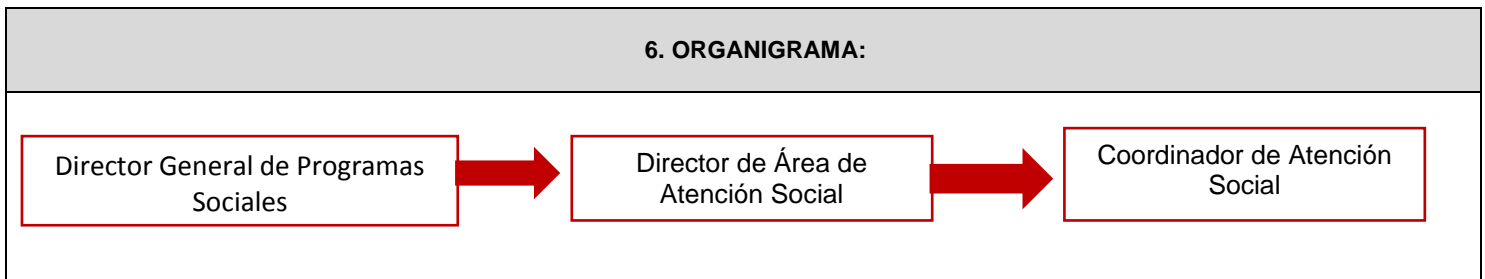 6. ORGANIGRAMA:
Director General de Programas
Sociales
Director de Área de
Atención Social
Coordinador de Atención
Social